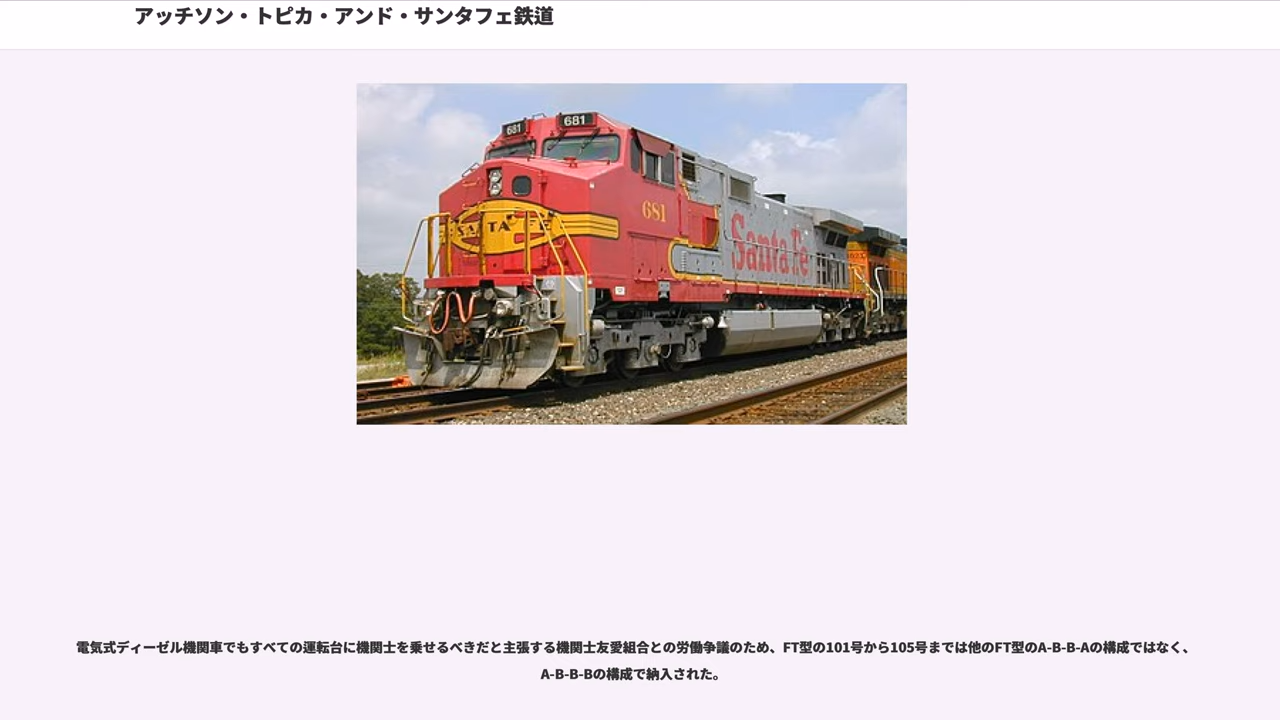 アッチソン・トピカ・アンド・サンタフェ鉄道
681
681
681
SANTA FE
Santa Fe
電気式ディーゼル機関車でもすべての運転台に機関士を乗せるべきだと主張する機関士友愛組合との労働争議のため、FT型の101号から105号までは他のFT型のA-B-B-Aの構成ではなく、
A-B-B-Bの構成で納入された。